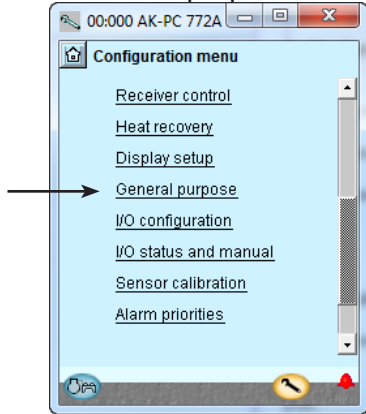 00:000 AK-PC 772A
Configuration menu
Receiver control
Heat recovery
Display setup
General purpose
I/O configuration
I/O status and manual
Sensor calibration
Alarm priorities